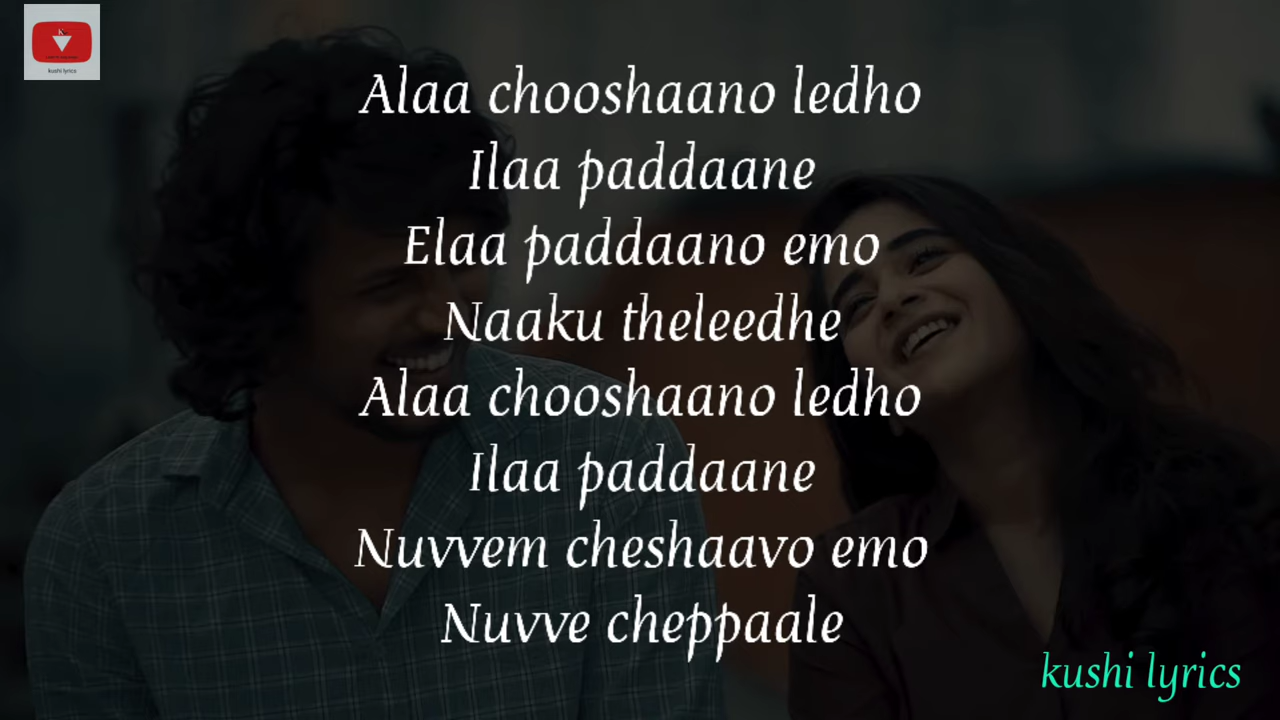 kushi lyrics
Alaa chooshaano ledho
Ilaa paddaane
Elaa paddaano emo
Naaku theleedhe
Alaa chooshaano ledho
Ilaa paddaane
Nuvvem cheshaavo emo
Nuvve cheppaale
kushi lyrics